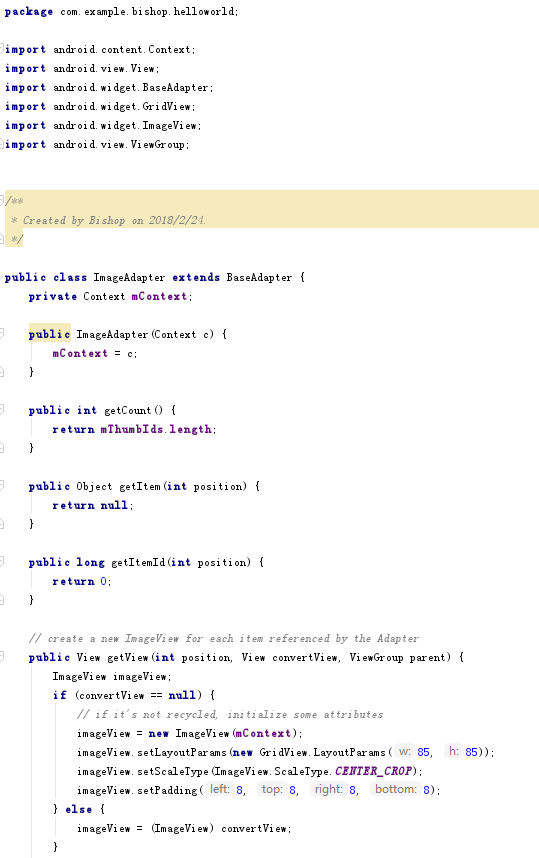 package com.example.bishop.helloworld;
import android.content.Context;
import android.view.View;
import android.widget.BaseAdapter;
import android.widget.GridView;
import android.widget.ImageView;
import android.view.ViewGroup;
/**
 * Created by Bishop on 2018/2/24.
 */
public class ImageAdapter extends BaseAdapter {
    private Context mContext;
    public ImageAdapter(Context c) {
        mContext = c;
    }
    public int getCount() {
        return mThumbIds.length;
    }
    public Object getItem(int position) {
        return null;
    }
    public long getItemId(int position) {
        return 0;
    }
    // create a new ImageView for each item referenced by the Adapter
    public View getView(int position, View convertView, ViewGroup parent) {
        ImageView imageView;
        if (convertView == null) {
            // if it's not recycled, initialize some attributes
            imageView = new ImageView(mContext);
            imageView.setLayoutParams(new GridView.LayoutParams( w: 85, h: 85));
            imageView.setScaleType(ImageView.ScaleType.CENTER_CROP);
            imageView.setPadding( left: 8, top: 8, right: 8, bottom: 8);
        } else {
            imageView = (ImageView) convertView;
        }